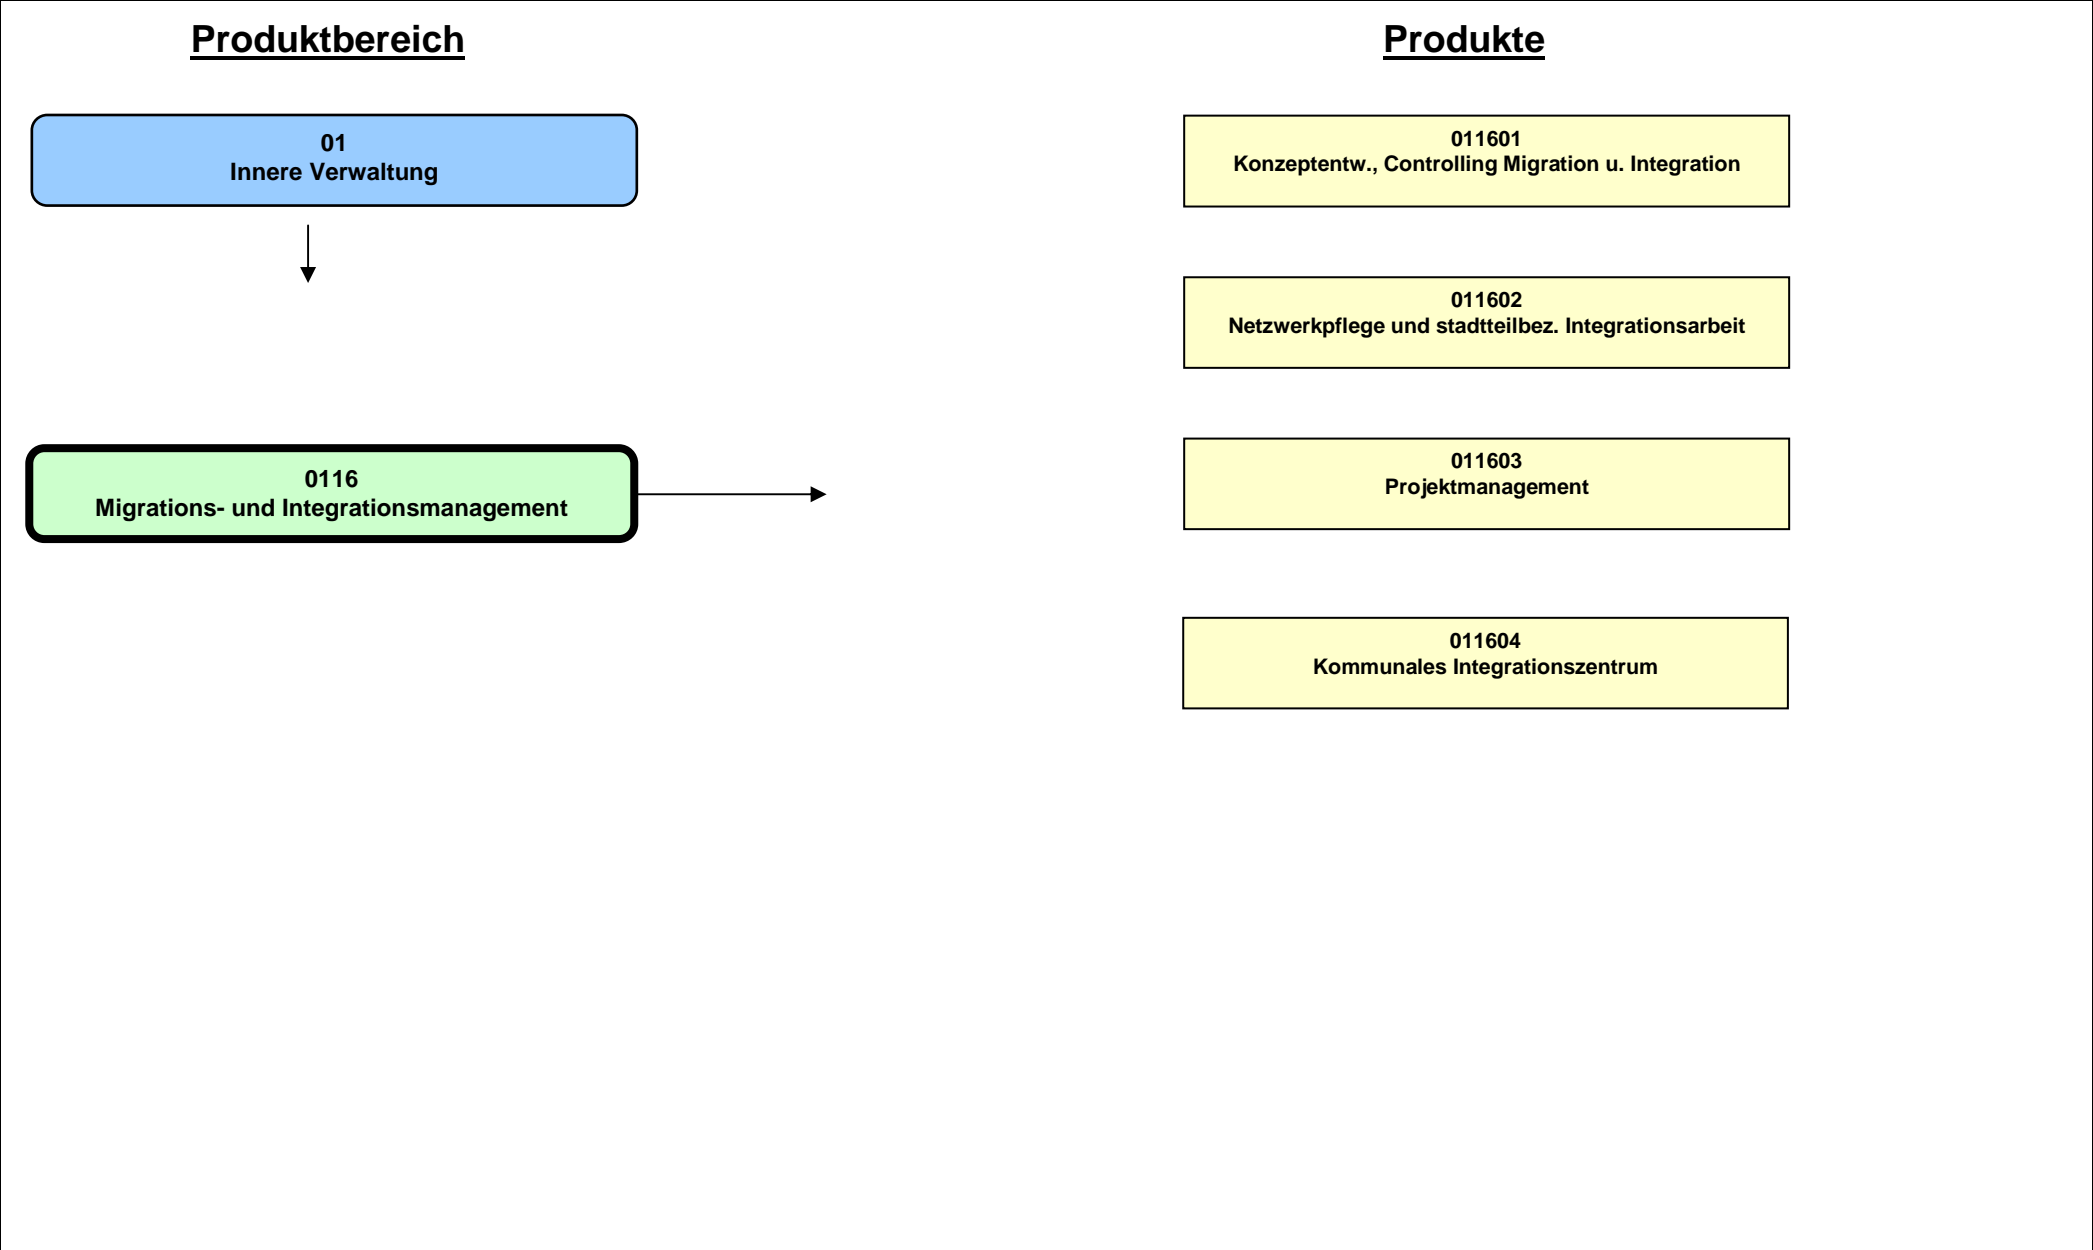 Produktbereich
Produkte
01
Innere Verwaltung
0116
Migrations- und Integrationsmanagement
011601
Konzeptentw., Controlling Migration u. Integration
011602
Netzwerkpflege und stadtteilbez. Integrationsarbeit
011603
Projektmanagement
011604
Kommunales Integrationszentrum